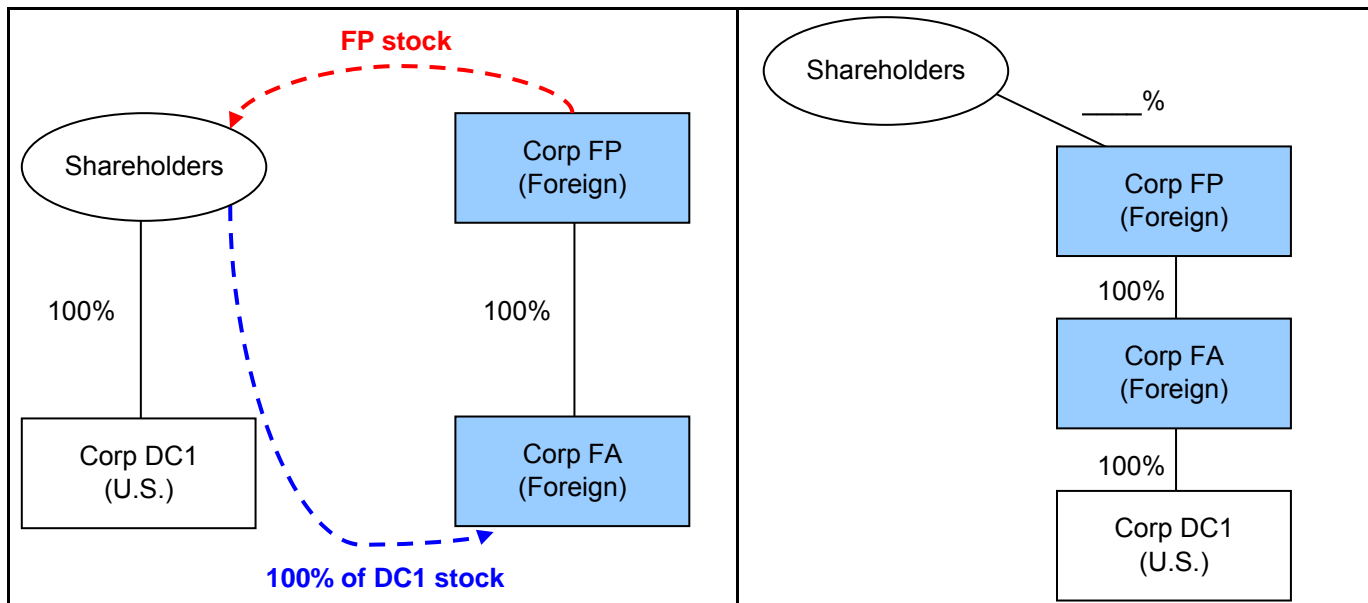 FP stock
Shareholders
Corp FP
(Foreign)
100%
100%
Corp DC1
(U.S.)
Corp FA
(Foreign)
100% of DC1 stock
Shareholders
____%
Corp FP
(Foreign)
100%
Corp FA
(Foreign)
100%
Corp DC1
(U.S.)